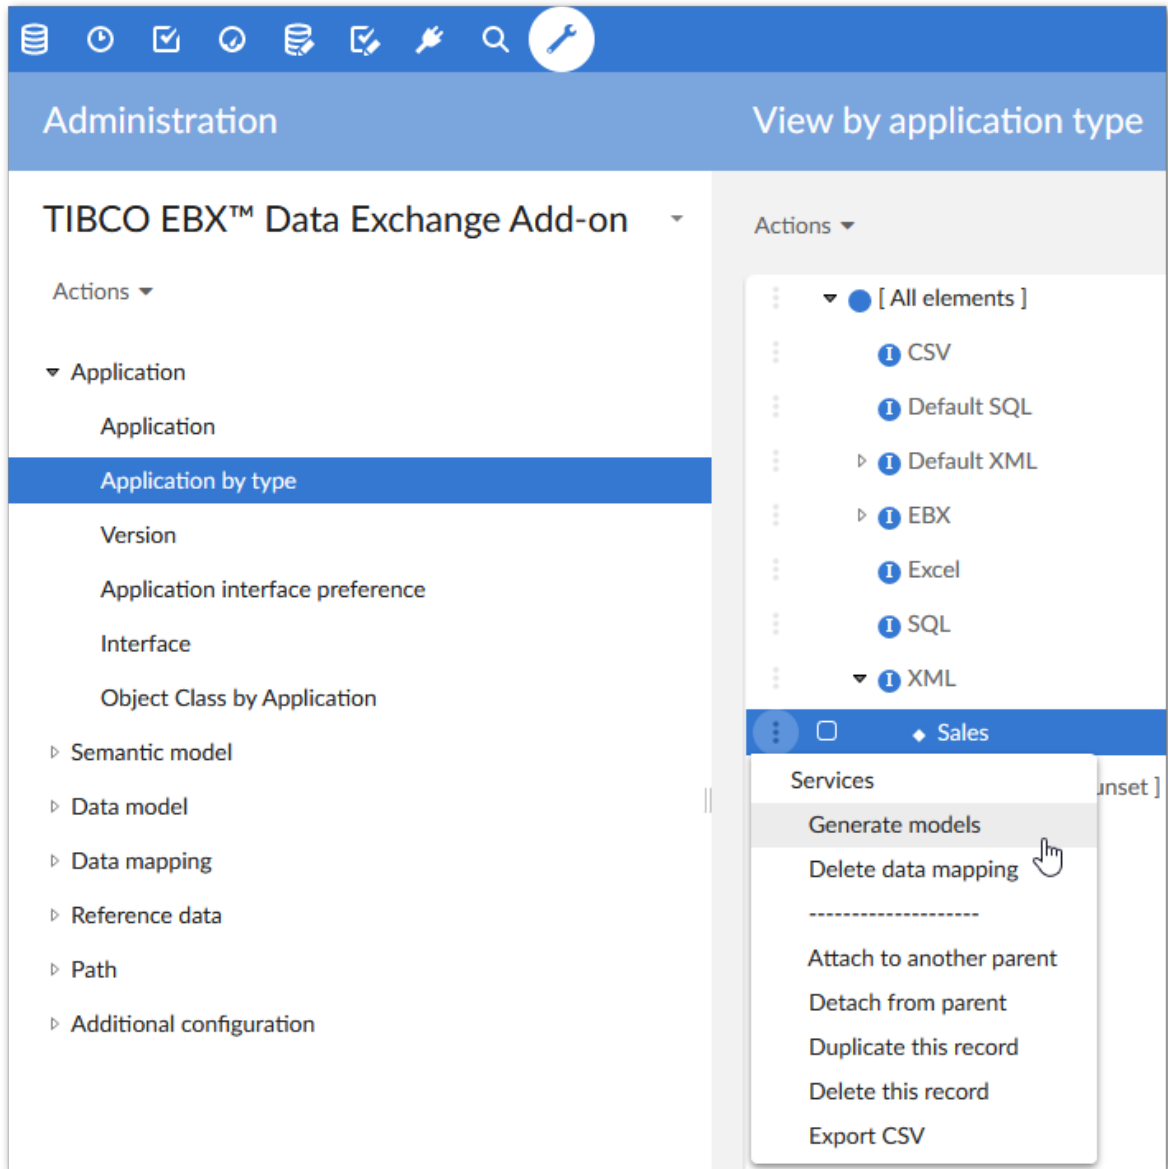 Administration
View by application type
TIBCO EBX™ Data Exchange Add-on
Actions
Application
Application
Application by type
Version
Application interface preference
Interface
Object Class by Application
Semantic model
Data model
Data mapping
Reference data
Path
Additional configuration
Actions
[ All elements ]
CSV
Default SQL
Default XML
EBX
Excel
SQL
XML
Sales
unset ]
Services
Generate models
Delete data mapping
--------------------
Attach to another parent
Detach from parent
Duplicate this record
Delete this record
Export CSV